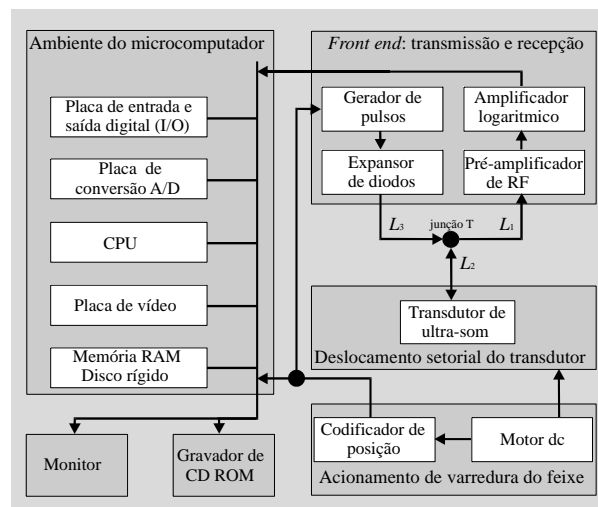 Ambiente do microcomputador
Placa de entrada e
saída digital (I/O)
Placa de
conversão A/D
CPU
Placa de vídeo
Memória RAM
Disco rígido
Monitor
Gravador de
CD ROM
Front end: transmissão e recepção
Gerador de
pulsos
Amplificador
logaritmico
Expansor
de diodos
Pré-amplificador
de RF
L3
junção T
L1
L2
Transdutor de
ultra-som
Deslocamento setorial do transdutor
Codificador de
posição
Motor dc
Acionamento de varredura do feixe